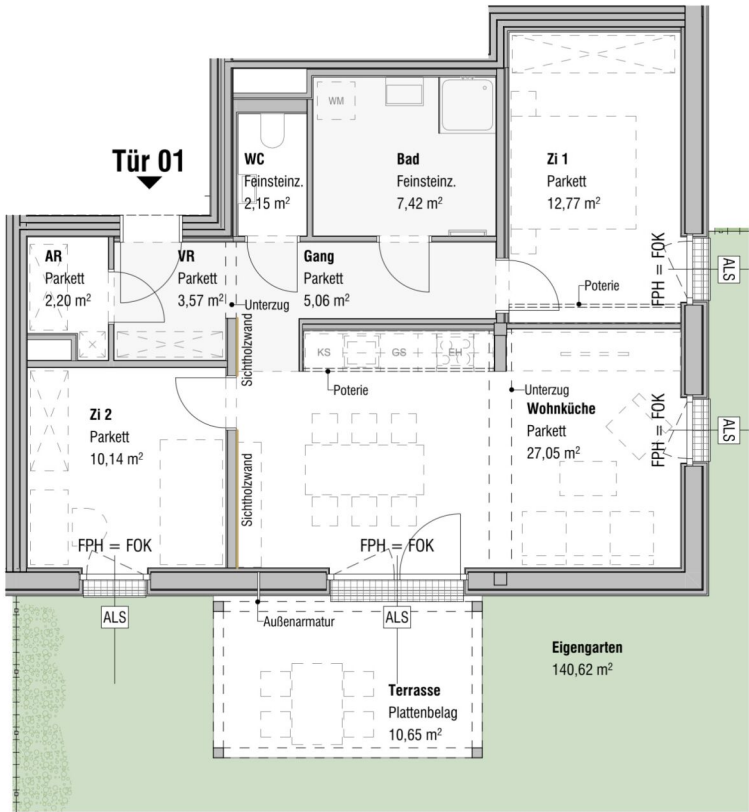 Tür 01
WM
WC
Feinsteinz.
2,15 m²
Bad
Feinsteinz.
7,42 m²
Zi 1
Parkett
12,77 m²
AR
Parkett
2,20 m²
VR
Parkett
3,57 m²
Gang
Parkett
5,06 m²
FPH = FOK
ALS
Poterie
Unterzug
Sichtholzwand
KS
GS
EH
Poterie
Unterzug
Wohnküche
Parkett
27,05 m²
FPH = FOK
ALS
Zi 2
Parkett
10,14 m²
Sichtholzwand
FPH = FOK
FPH = FOK
ALS
Außenarmatur
ALS
Eigengarten
140,62 m²
Terrasse
Plattenbelag
10,65 m²